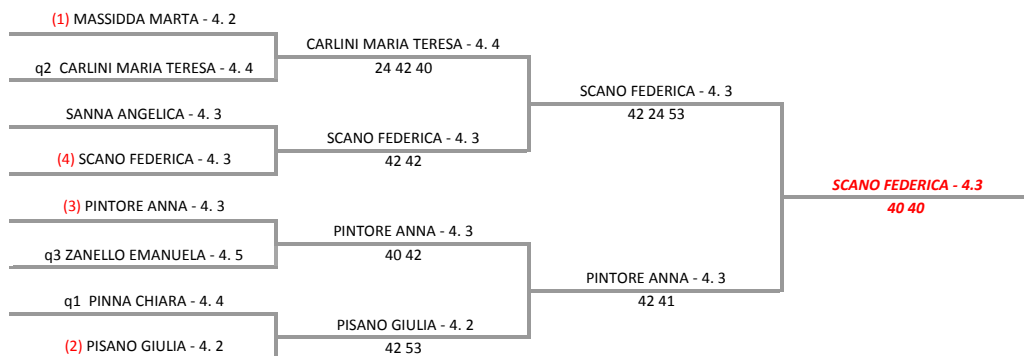 (1) MASSIDDA MARTA - 4. 2
q2 CARLINI MARIA TERESA - 4. 4
SANNA ANGELICA - 4. 3
(4) SCANO FEDERICA - 4. 3
(3) PINTORE ANNA - 4. 3
q3 ZANELLO EMANUELA - 4. 5
q1 PINNA CHIARA - 4. 4
(2) PISANO GIULIA - 4. 2
CARLINI MARIA TERESA - 4. 4
24 42 40
SCANO FEDERICA - 4. 3
42 42
PINTORE ANNA - 4. 3
40 42
PISANO GIULIA - 4. 2
42 53
SCANO FEDERICA - 4. 3
42 24 53
PINTORE ANNA - 4. 3
42 41
SCANO FEDERICA - 4.3
40 40